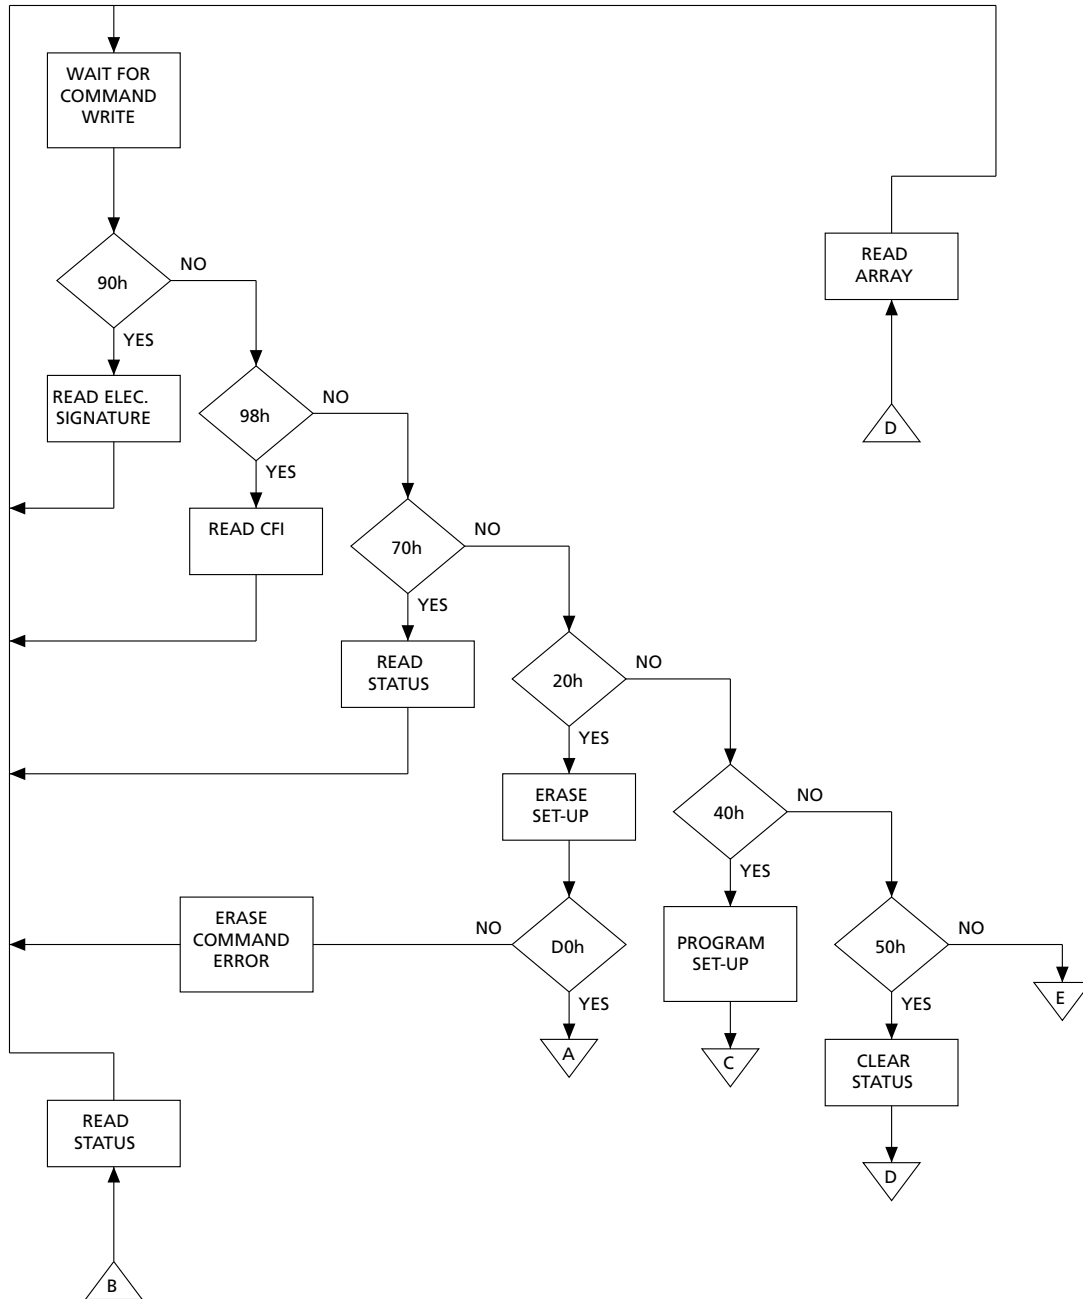 WAIT FOR
COMMAND
WRITE
90h
NO
YES
READ ELEC.
SIGNATURE
READ
ARRAY
D
98h
NO
YES
READ CFI
70h
NO
YES
READ
STATUS
20h
NO
YES
ERASE
SET-UP
40h
NO
YES
PROGRAM
SET-UP
C
ERASE
COMMAND
ERROR
NO
D0h
YES
A
50h
NO
E
YES
CLEAR
STATUS
D
READ
STATUS
B